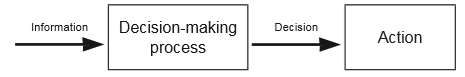 Information
Decision-making
process
Decision
Action